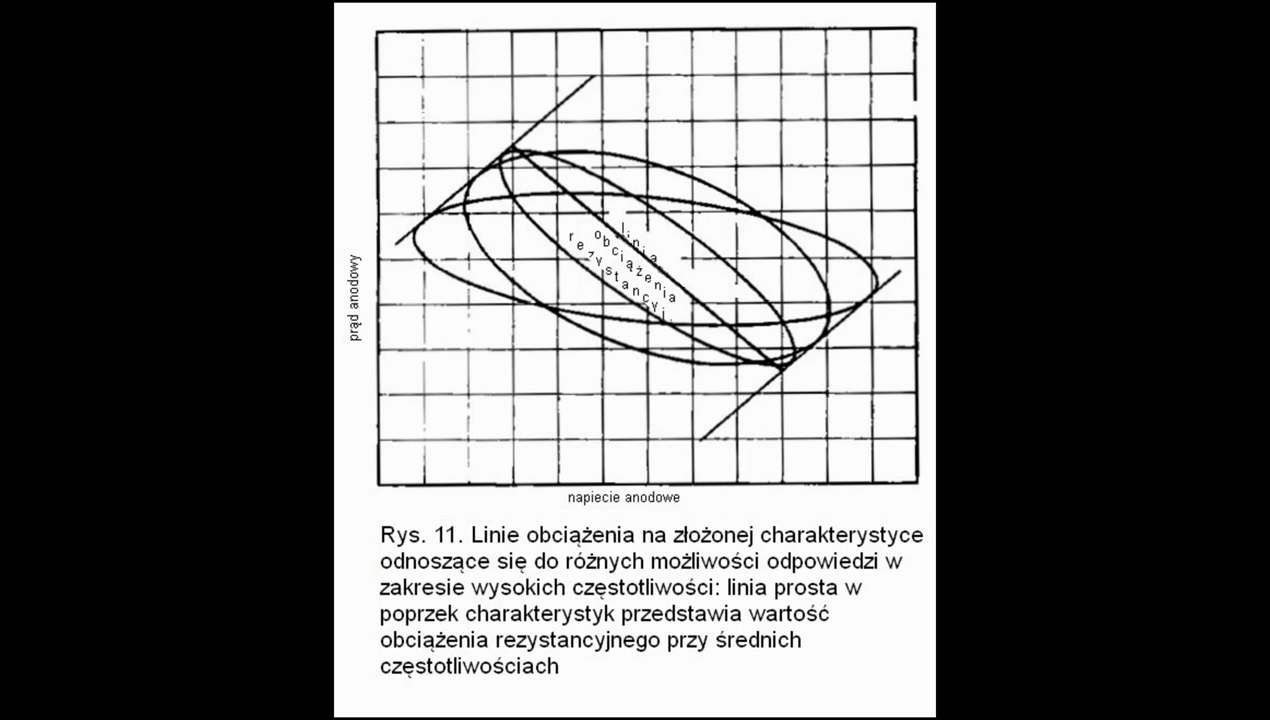 prąd anodowy
linia
obciążenia
rezystancyj.
napiecie anodowe
Rys. 11. Linie obciążenia na złożonej charakterystyce
odnoszące się do różnych możliwości odpowiedzi w
zakresie wysokich częstotliwości: linia prosta w
poprzek charakterystyk przedstawia wartość
obciążenia rezystancyjnego przy średnich
częstotliwościach